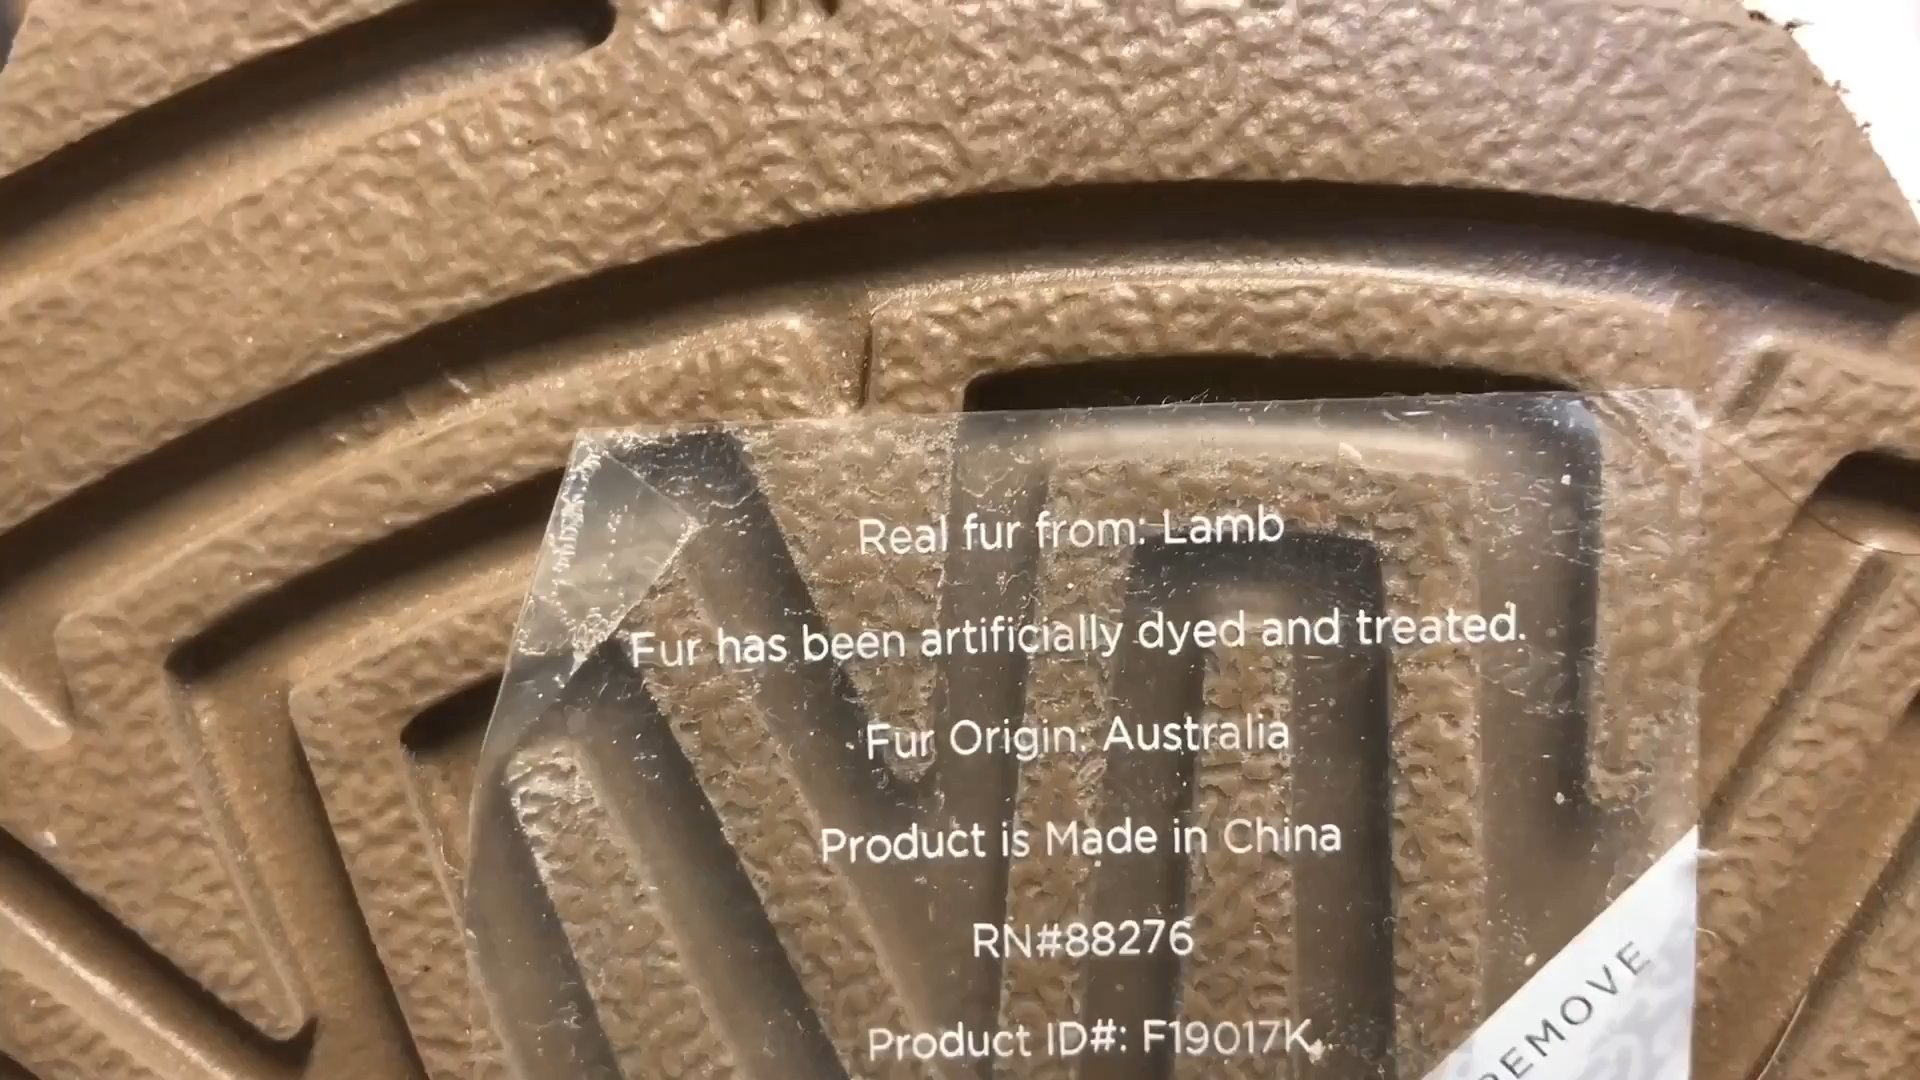 Real fur from: Lamb
Fur has been artificially dyed and treated.
Fur Origin: Australia
Product is Made in China
RN#88276
Product ID#: F19017K
REMOVE